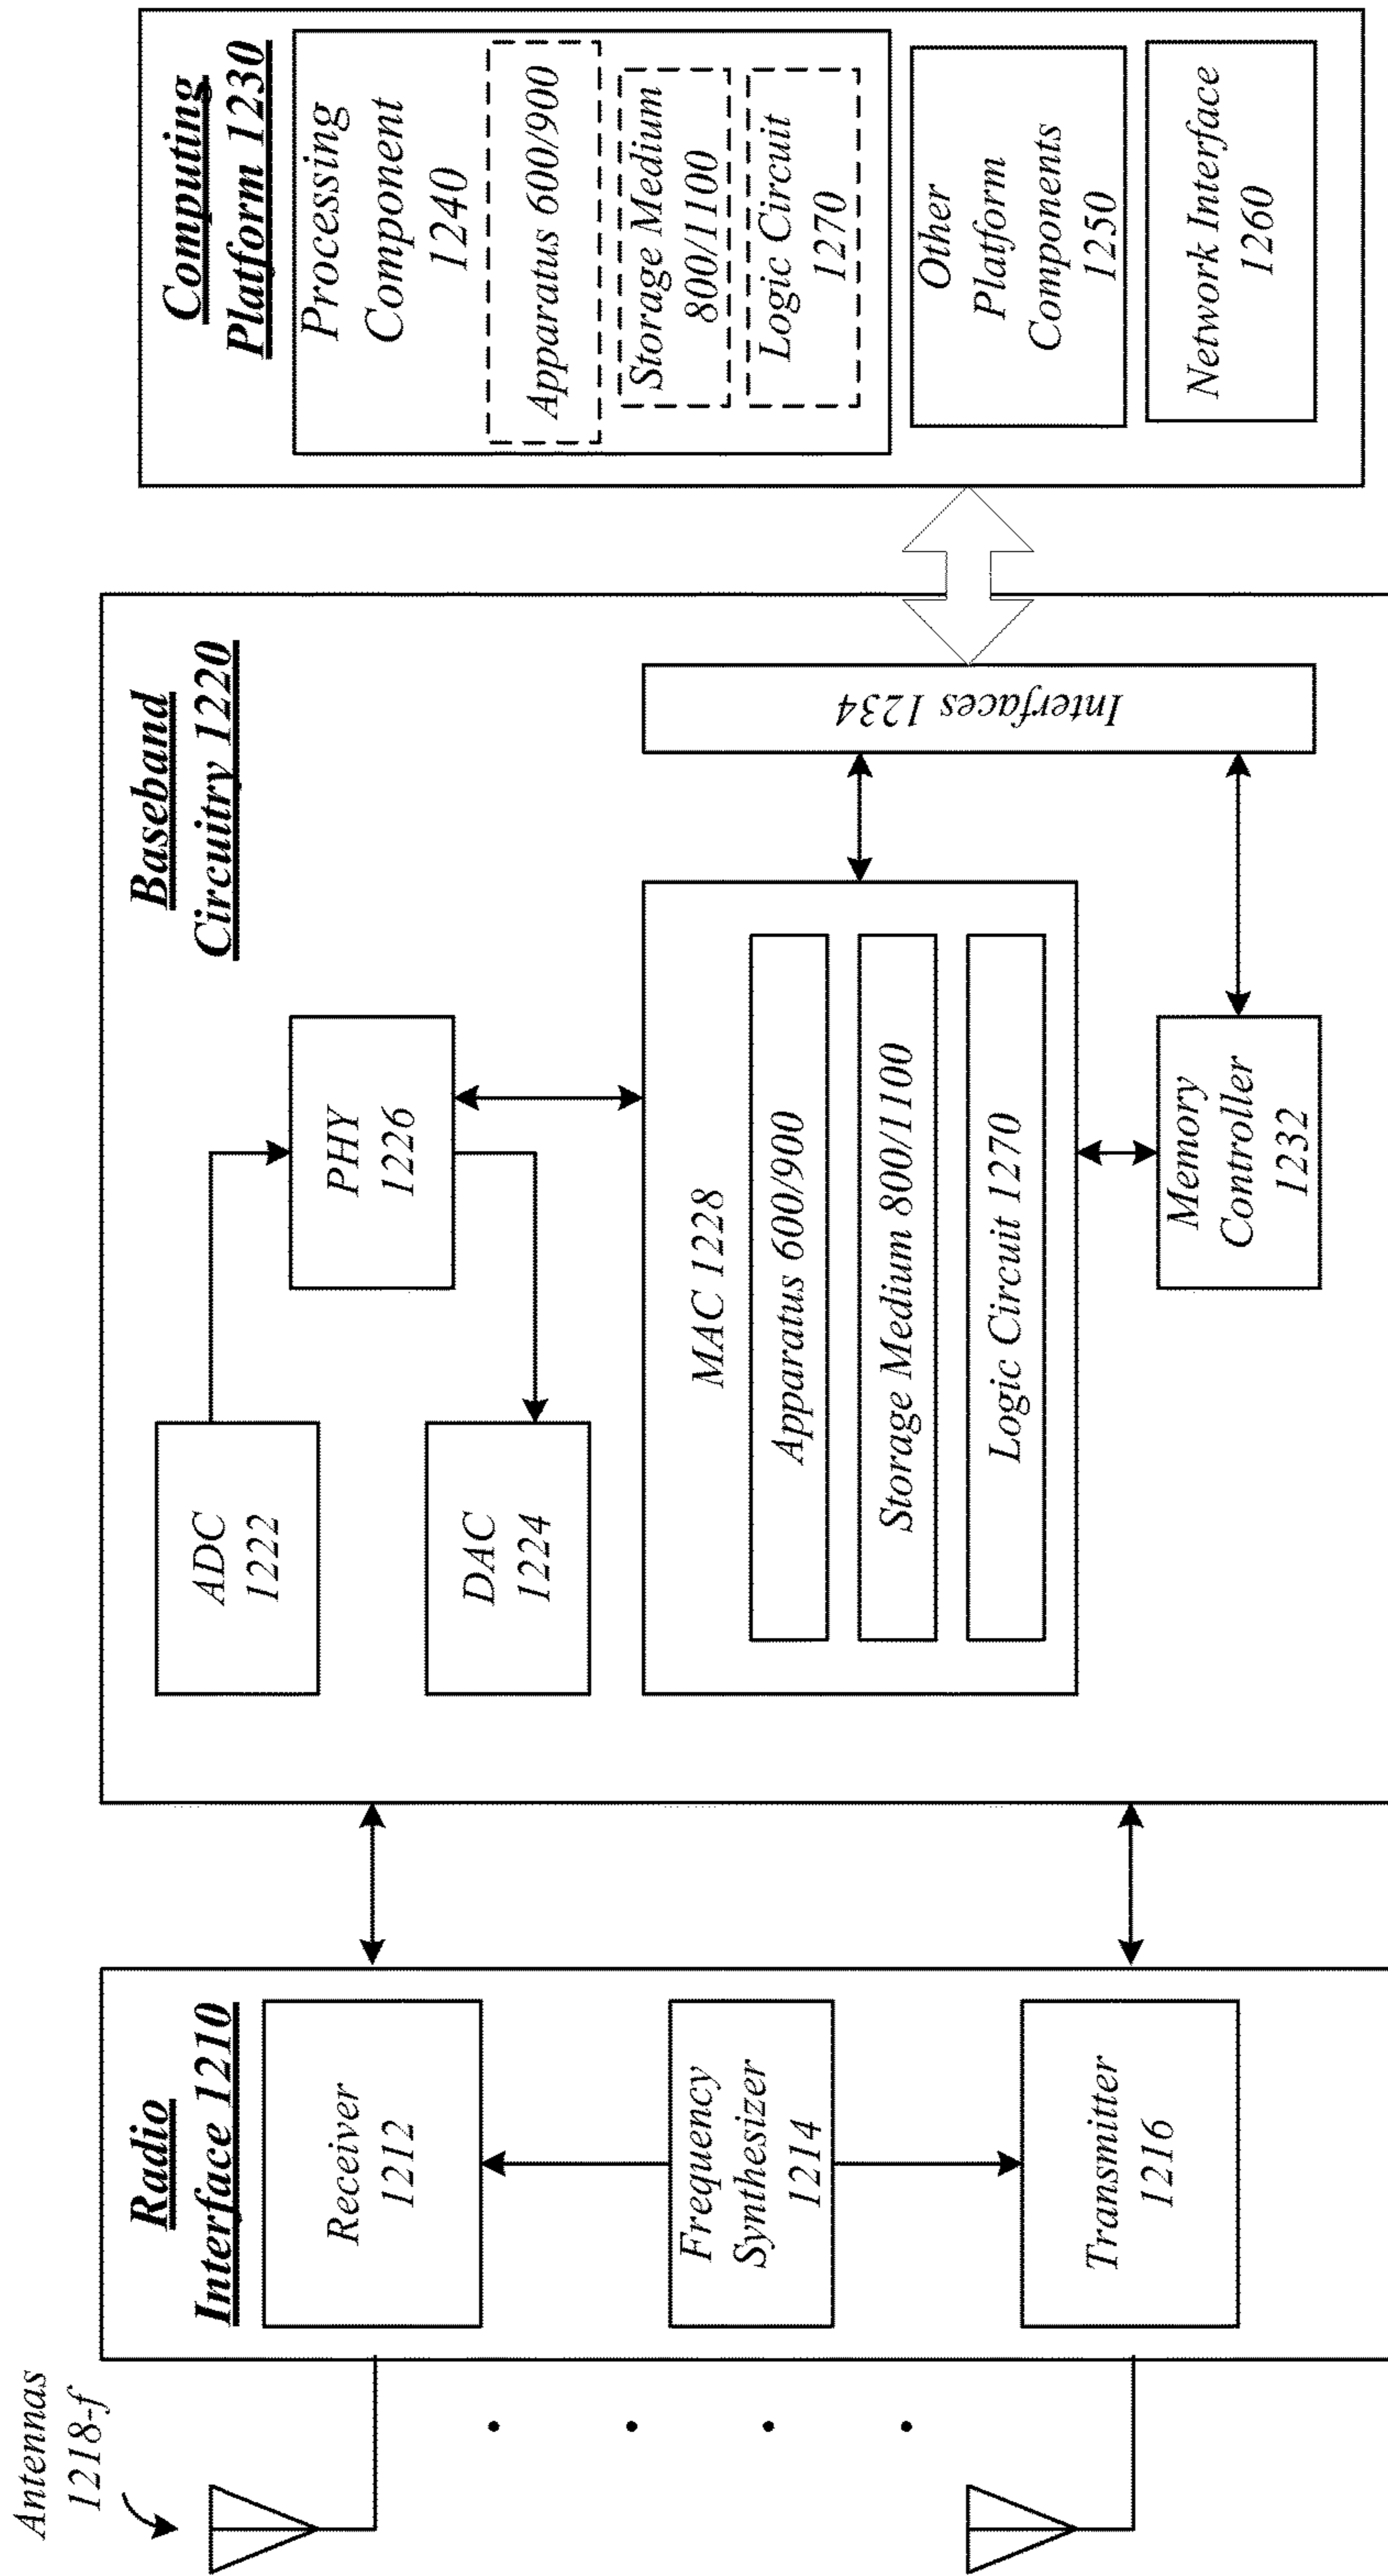 Antennas
1218-f
Radio
Interface 1210
Receiver
1212
Frequency
Synthesizer
1214
Transmitter
1216
Baseband
Circuitry 1220
ADC
1222
DAC
1224
PHY
1226
MAC 1228
Apparatus 600/900
Storage Medium 800/1100
Logic Circuit 1270
Memory
Controller
1232
Interfaces 1234
Computing
Platform 1230
Processing
Component
1240
Apparatus 600/900
Storage Medium
800/1100
Logic Circuit
1270
Other
Platform
Components
1250
Network Interface
1260